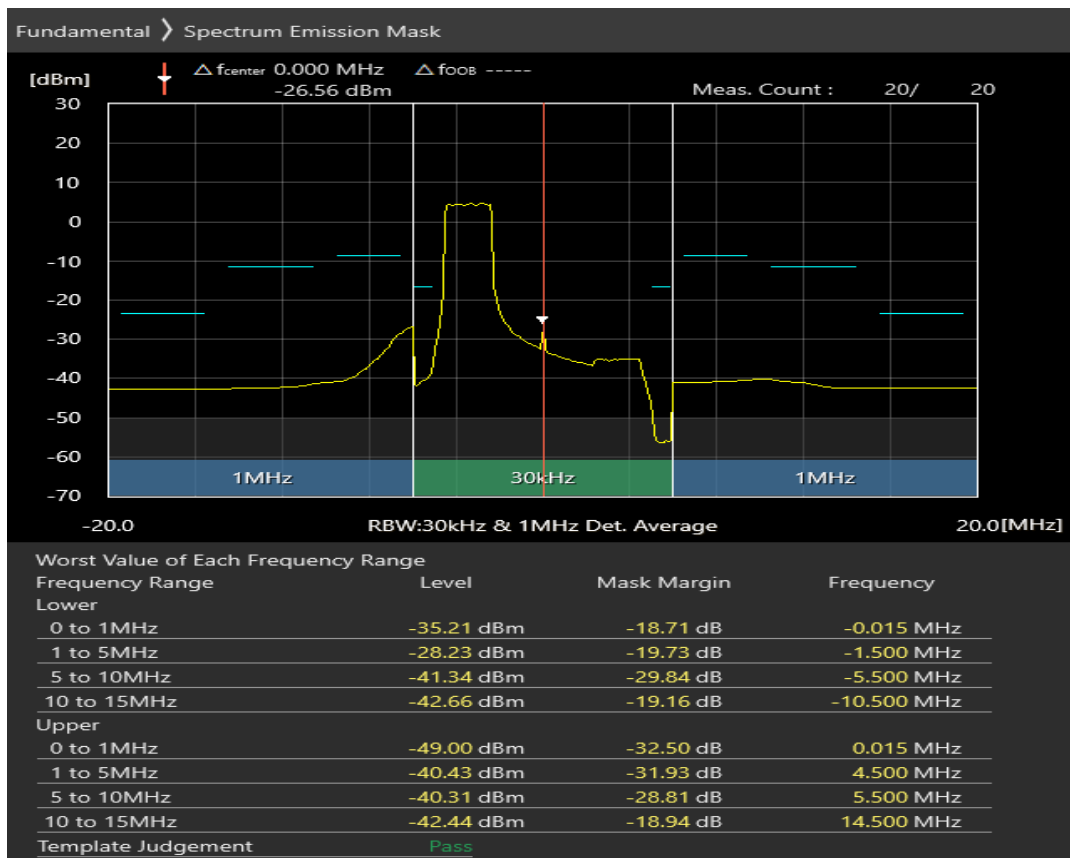 Fundamental 〉 Spectrum Emission Mask
[dBm] △ fcenter 0.000 MHz △ fOOB -----
-26.56 dBm Meas. Count : 20/ 20
30
20
10
0
-10
-20
-30
-40
-50
-60
1MHz 30kHz 1MHz
-70
-20.0 RBW:30kHz & 1MHz Det. Average 20.0[MHz]
Worst Value of Each Frequency Range
Frequency Range Level Mask Margin Frequency
Lower
0 to 1MHz -35.21 dBm -18.71 dB -0.015 MHz
1 to 5MHz -28.23 dBm -19.73 dB -1.500 MHz
5 to 10MHz -41.34 dBm -29.84 dB -5.500 MHz
10 to 15MHz -42.66 dBm -19.16 dB -10.500 MHz
Upper
0 to 1MHz -49.00 dBm -32.50 dB 0.015 MHz
1 to 5MHz -40.43 dBm -31.93 dB 4.500 MHz
5 to 10MHz -40.31 dBm -28.81 dB 5.500 MHz
10 to 15MHz -42.44 dBm -18.94 dB 14.500 MHz
Template Judgement Pass